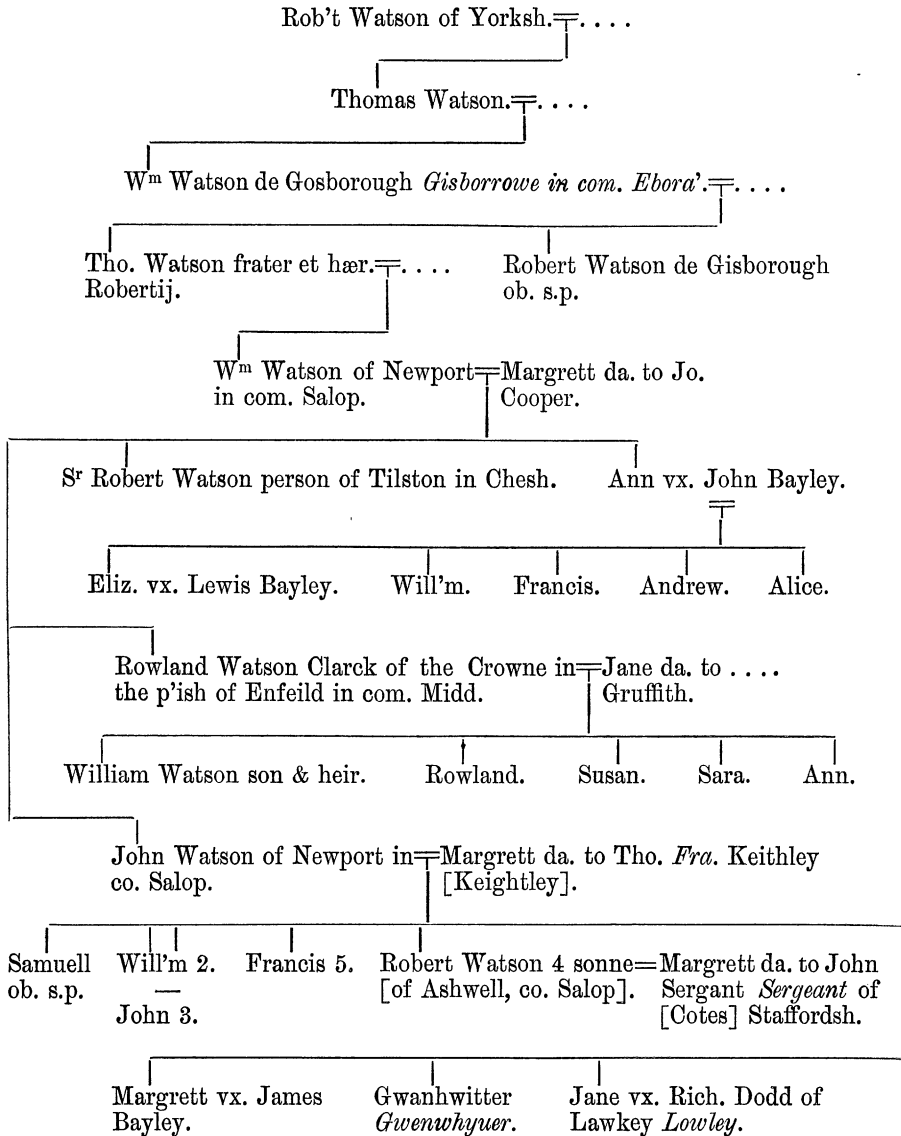 Rob't Watson of Yorksh.╤. . . .
Thomas Watson.╤. . . .
Wᵐ Watson de Gosborough Gisborrowe in com. Ebora'.╤. . . .
Tho. Watson frater et hær.╤. . . .
Robertij.
Robert Watson de Gisborough
ob. s.p.
Wᵐ Watson of Newport╤Margrett da. to Jo.
in com. Salop. Cooper.
Sʳ Robert Watson person of Tilston in Chesh. Ann vx. John Bayley.
Eliz. vx. Lewis Bayley. Will'm. Francis. Andrew. Alice.
Rowland Watson Clarck of the Crowne in╤Jane da. to . . . .
the p'ish of Enfeild in com. Midd. Gruffith.
William Watson son & heir. Rowland. Susan. Sara. Ann.
John Watson of Newport in╤Margrett da. to Tho. Fra. Keithley
co. Salop. [Keightley].
Samuell
ob. s.p.
Will'm 2.
—
John 3.
Francis 5.
Robert Watson 4 sonne=Margrett da. to John
[of Ashwell, co. Salop]. Sergant Sergeant of
[Cotes] Staffordsh.
Margrett vx. James
Bayley.
Gwanhwitter
Gwenwhyuer.
Jane vx. Rich. Dodd of
Lawkey Lowley.